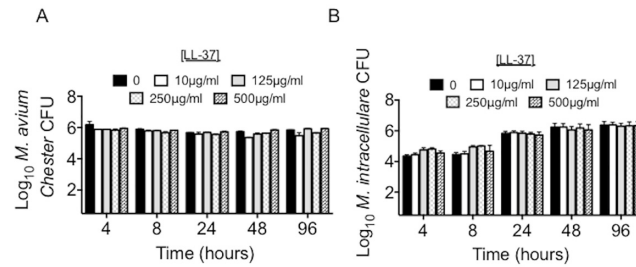 A
[LL-37]
0 10µg/ml 125µg/ml
250µg/ml 500µg/ml
Log10 M. avium
Chester CFU
8
6
4
2
4 8 24 48 96
Time (hours)
B
[LL-37]
0 10µg/ml 125µg/ml
250µg/ml 500µg/ml
Log10 M. intracellulare CFU
8
6
4
2
4 8 24 48 96
Time (hours)